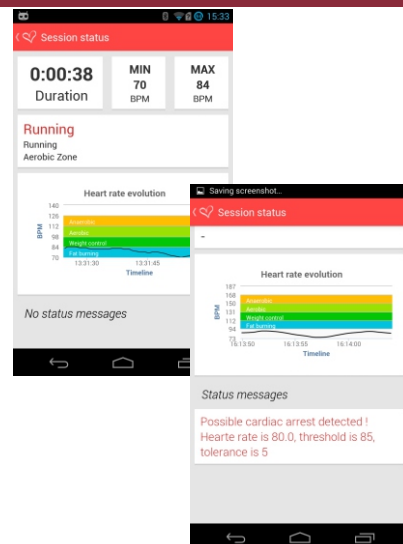 15:33
Session status
0:00:38
Duration
MIN
70
BPM
MAX
84
BPM
Running
Running
Aerobic Zone
Heart rate evolution
140
126
112
98
84
70
BPM
Anaerobic
Aerobic
Weight control
Fat burning
13:31:30
13:31:45
Timeline
No status messages
Saving screenshot...
Session status
-
Heart rate evolution
187
168
150
131
112
94
73
BPM
Anaerobic
Aerobic
Weight control
Fat burning
16:13:50
16:13:55
16:14:00
Timeline
Status messages
Possible cardiac arrest detected !
Hearte rate is 80.0, threshold is 85,
tolerance is 5